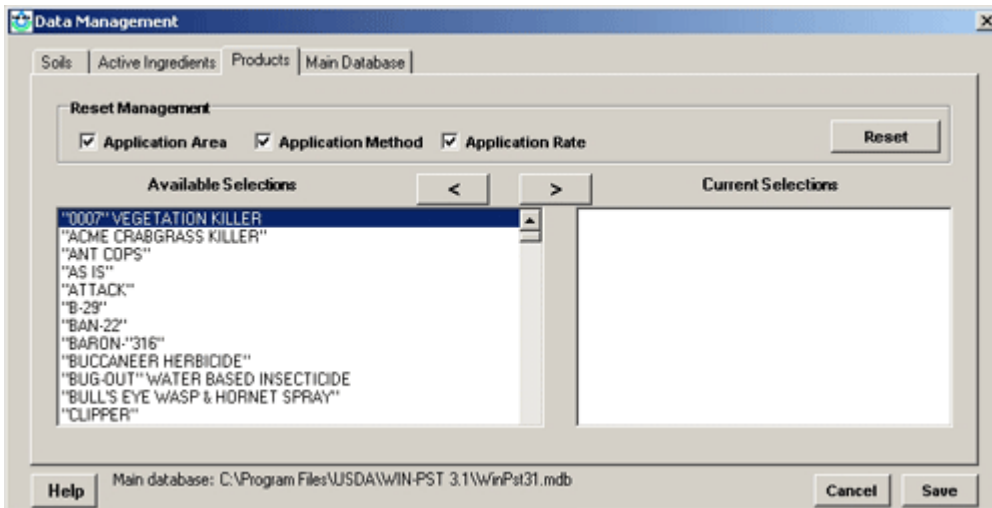 Data Management
Soils Active Ingredients Products Main Database
Reset Management
Application Area Application Method Application Rate Reset
Available Selections < > Current Selections
"0007" VEGETATION KILLER
"ACME CRABGRASS KILLER"
"ANT COPS"
"AS IS"
"ATTACK"
"B-29"
"BAN-22"
"BARON-"316"
"BUCCANEER HERBICIDE"
"BUG-OUT" WATER BASED INSECTICIDE
"BULL'S EYE WASP & HORNET SPRAY"
"CLIPPER"
Help Main database: C:\Program Files\USDA\WIN-PST 3.1\WinPst31.mdb Cancel Save